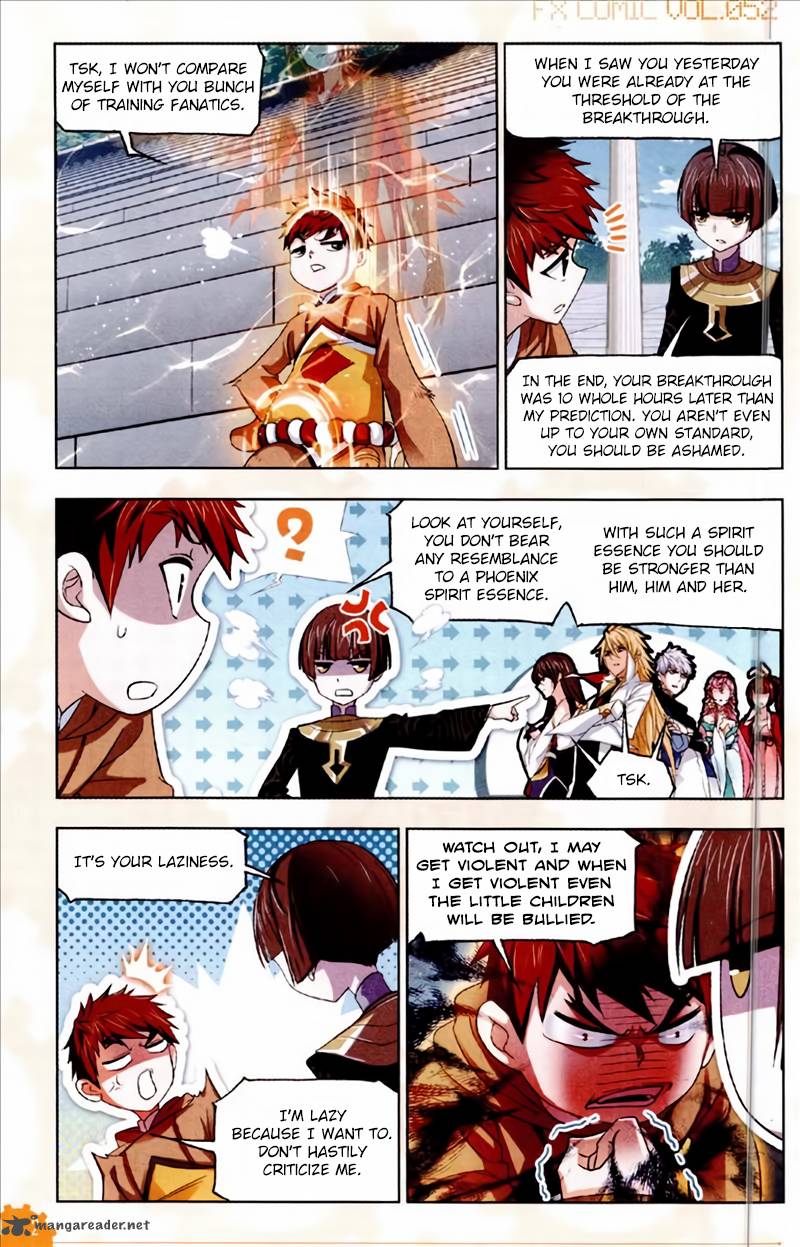 FX COMIC VOL.052
TSK, I WON'T COMPARE
MYSELF WITH YOU BUNCH
OF TRAINING FANATICS.
WHEN I SAW YOU YESTERDAY
YOU WERE ALREADY AT THE
THRESHOLD OF THE
BREAKTHROUGH.
IN THE END, YOUR BREAKTHROUGH
WAS 10 WHOLE HOURS LATER THAN
MY PREDICTION. YOU AREN'T EVEN
UP TO YOUR OWN STANDARD,
YOU SHOULD BE ASHAMED.
?
LOOK AT YOURSELF,
YOU DON'T BEAR
ANY RESEMBLANCE
TO A PHOENIX
SPIRIT ESSENCE.
WITH SUCH A SPIRIT
ESSENCE YOU SHOULD
BE STRONGER THAN
HIM, HIM AND HER.
TSK.
IT'S YOUR LAZINESS.
I'M LAZY
BECAUSE I WANT TO.
DON'T HASTILY
CRITICIZE ME.
WATCH OUT, I MAY
GET VIOLENT AND WHEN
I GET VIOLENT EVEN
THE LITTLE CHILDREN
WILL BE BULLIED.
mangareader.net